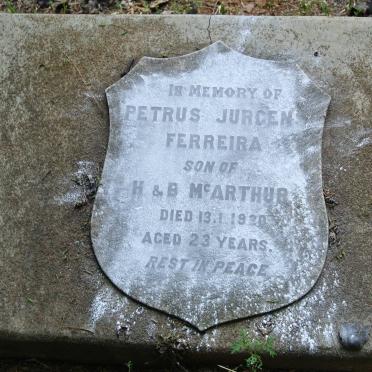 IN MEMORY OF
PETRUS JURGEN
FERREIRA
SON OF
H & B McARTHUR
DIED 13.1.1920
AGED 23 YEARS.
REST IN PEACE